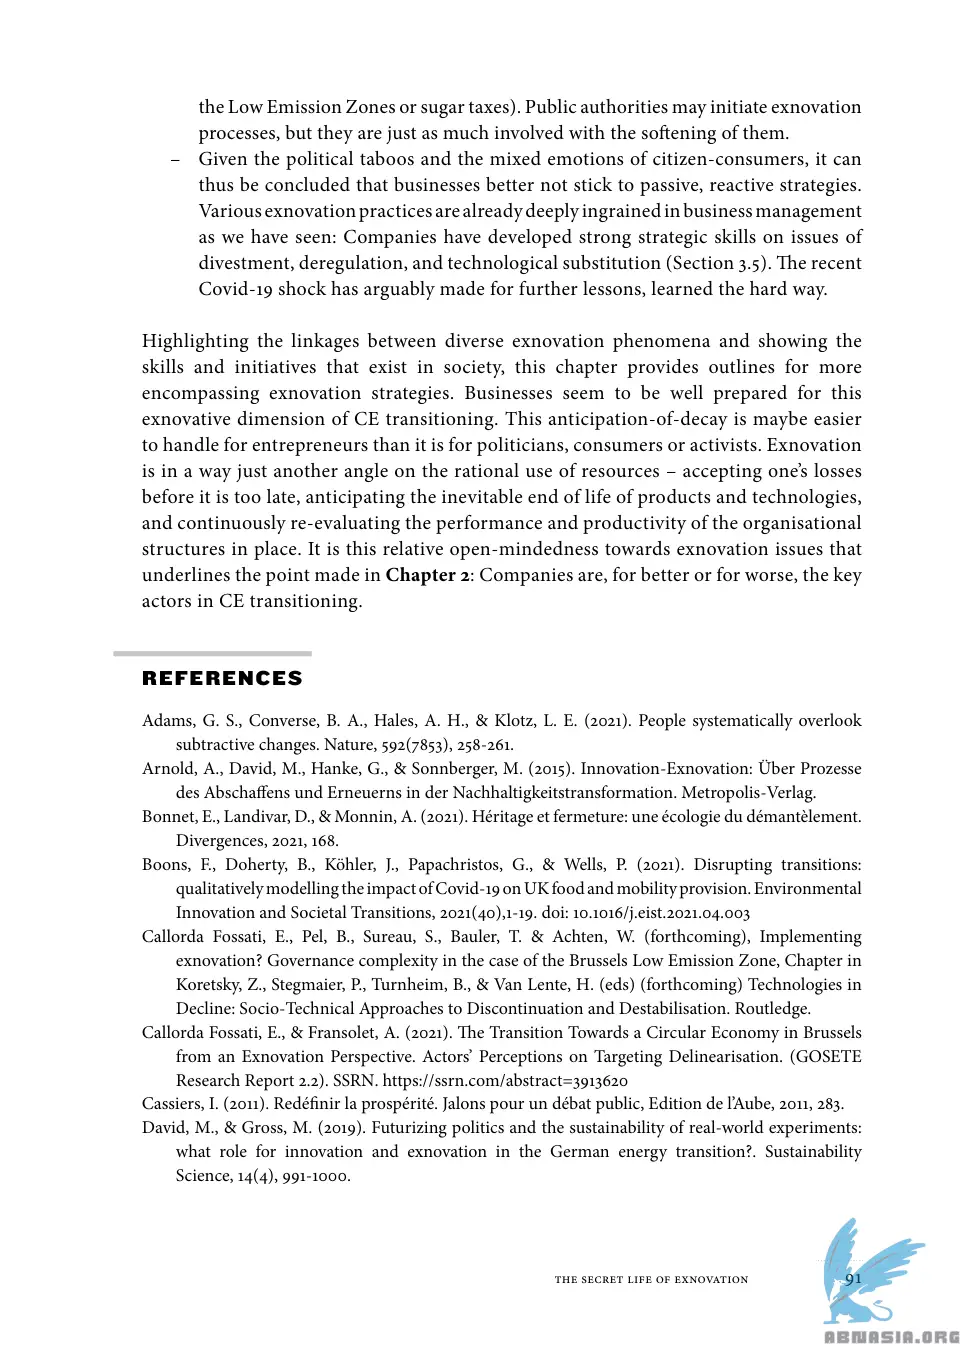 the Low Emission Zones or sugar taxes). Public authorities may initiate exnovation
processes, but they are just as much involved with the softening of them.
– Given the political taboos and the mixed emotions of citizen-consumers, it can
thus be concluded that businesses better not stick to passive, reactive strategies.
Various exnovation practices are already deeply ingrained in business management
as we have seen: Companies have developed strong strategic skills on issues of
divestment, deregulation, and technological substitution (Section 3.5). The recent
Covid-19 shock has arguably made for further lessons, learned the hard way.
Highlighting the linkages between diverse exnovation phenomena and showing the
skills and initiatives that exist in society, this chapter provides outlines for more
encompassing exnovation strategies. Businesses seem to be well prepared for this
exnovative dimension of CE transitioning. This anticipation-of-decay is maybe easier
to handle for entrepreneurs than it is for politicians, consumers or activists. Exnovation
is in a way just another angle on the rational use of resources – accepting one's losses
before it is too late, anticipating the inevitable end of life of products and technologies,
and continuously re-evaluating the performance and productivity of the organisational
structures in place. It is this relative open-mindedness towards exnovation issues that
underlines the point made in Chapter 2: Companies are, for better or for worse, the key
actors in CE transitioning.
REFERENCES
Adams, G. S., Converse, B. A., Hales, A. H., & Klotz, L. E. (2021). People systematically overlook
subtractive changes. Nature, 592(7853), 258-261.
Arnold, A., David, M., Hanke, G., & Sonnberger, M. (2015). Innovation-Exnovation: Über Prozesse
des Abschaffens und Erneuerns in der Nachhaltigkeitstransformation. Metropolis-Verlag.
Bonnet, E., Landivar, D., & Monnin, A. (2021). Héritage et fermeture: une écologie du démantèlement.
Divergences, 2021, 168.
Boons, F., Doherty, B., Köhler, J., Papachristos, G., & Wells, P. (2021). Disrupting transitions:
qualitatively modelling the impact of Covid-19 on UK food and mobility provision. Environmental
Innovation and Societal Transitions, 2021(40),1-19. doi: 10.1016/j.eist.2021.04.003
Callorda Fossati, E., Pel, B., Sureau, S., Bauler, T. & Achten, W. (forthcoming), Implementing
exnovation? Governance complexity in the case of the Brussels Low Emission Zone, Chapter in
Koretsky, Z., Stegmaier, P., Turnheim, B., & Van Lente, H. (eds) (forthcoming) Technologies in
Decline: Socio-Technical Approaches to Discontinuation and Destabilisation. Routledge.
Callorda Fossati, E., & Fransolet, A. (2021). The Transition Towards a Circular Economy in Brussels
from an Exnovation Perspective. Actors' Perceptions on Targeting Delinearisation. (GOSETE
Research Report 2.2). SSRN. https://ssrn.com/abstract=3913620
Cassiers, I. (2011). Redéfinir la prospérité. Jalons pour un débat public, Edition de l'Aube, 2011, 283.
David, M., & Gross, M. (2019). Futurizing politics and the sustainability of real-world experiments:
what role for innovation and exnovation in the German energy transition?. Sustainability
Science, 14(4), 991-1000.
THE SECRET LIFE OF EXNOVATION 91
ABNASIA.ORG